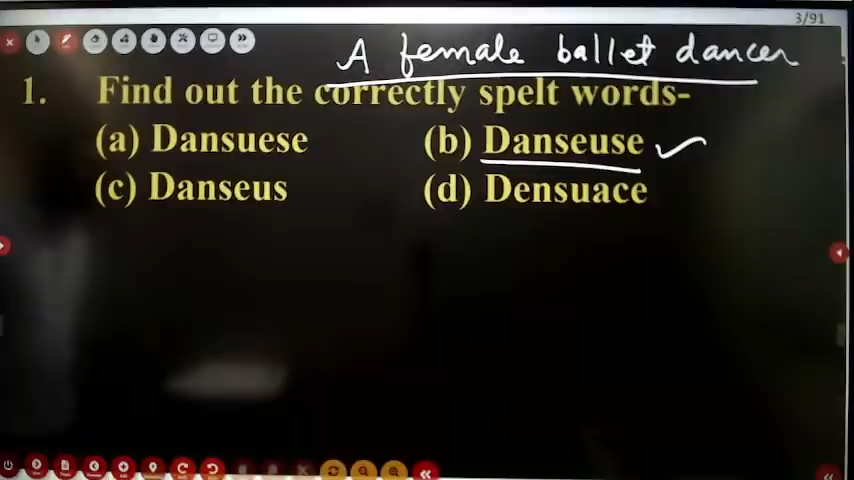 3/91
A female ballet dancer
1. Find out the correctly spelt words-
(a) Dansuese (b) Danseuse
(c) Danseus (d) Densuace